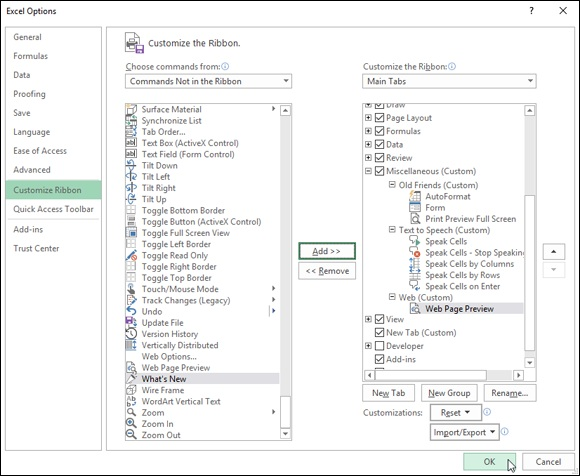 Excel Options
General
Formulas
Data
Proofing
Save
Language
Ease of Access
Advanced
Customize Ribbon
Quick Access Toolbar
Add-ins
Trust Center
Customize the Ribbon.
Choose commands from:
Commands Not in the Ribbon
Surface Material
Synchronize List
Tab Order...
Text Box (ActiveX Control)
Text Field (Form Control)
Tilt Down
Tilt Left
Tilt Right
Tilt Up
Toggle Bottom Border
Toggle Button (ActiveX Control)
Toggle Full Screen View
Toggle Left Border
Toggle Read Only
Toggle Right Border
Toggle Top Border
Touch/Mouse Mode
Track Changes (Legacy)
Undo
Update File
Version History
Vertically Distributed
Web Options...
Web Page Preview
What's New
Wire Frame
WordArt Vertical Text
Zoom
Zoom In
Zoom Out
Add >>
<< Remove
Customize the Ribbon:
Main Tabs
Draw
Page Layout
Formulas
Data
Review
Miscellaneous (Custom)
Old Friends (Custom)
AutoFormat
Form
Print Preview Full Screen
Text to Speech (Custom)
Speak Cells
Speak Cells - Stop Speaking
Speak Cells by Columns
Speak Cells by Rows
Speak Cells on Enter
Web (Custom)
Web Page Preview
View
New Tab (Custom)
Developer
Add-ins
New Tab
New Group
Rename...
Customizations:
Reset
Import/Export
OK
Cancel